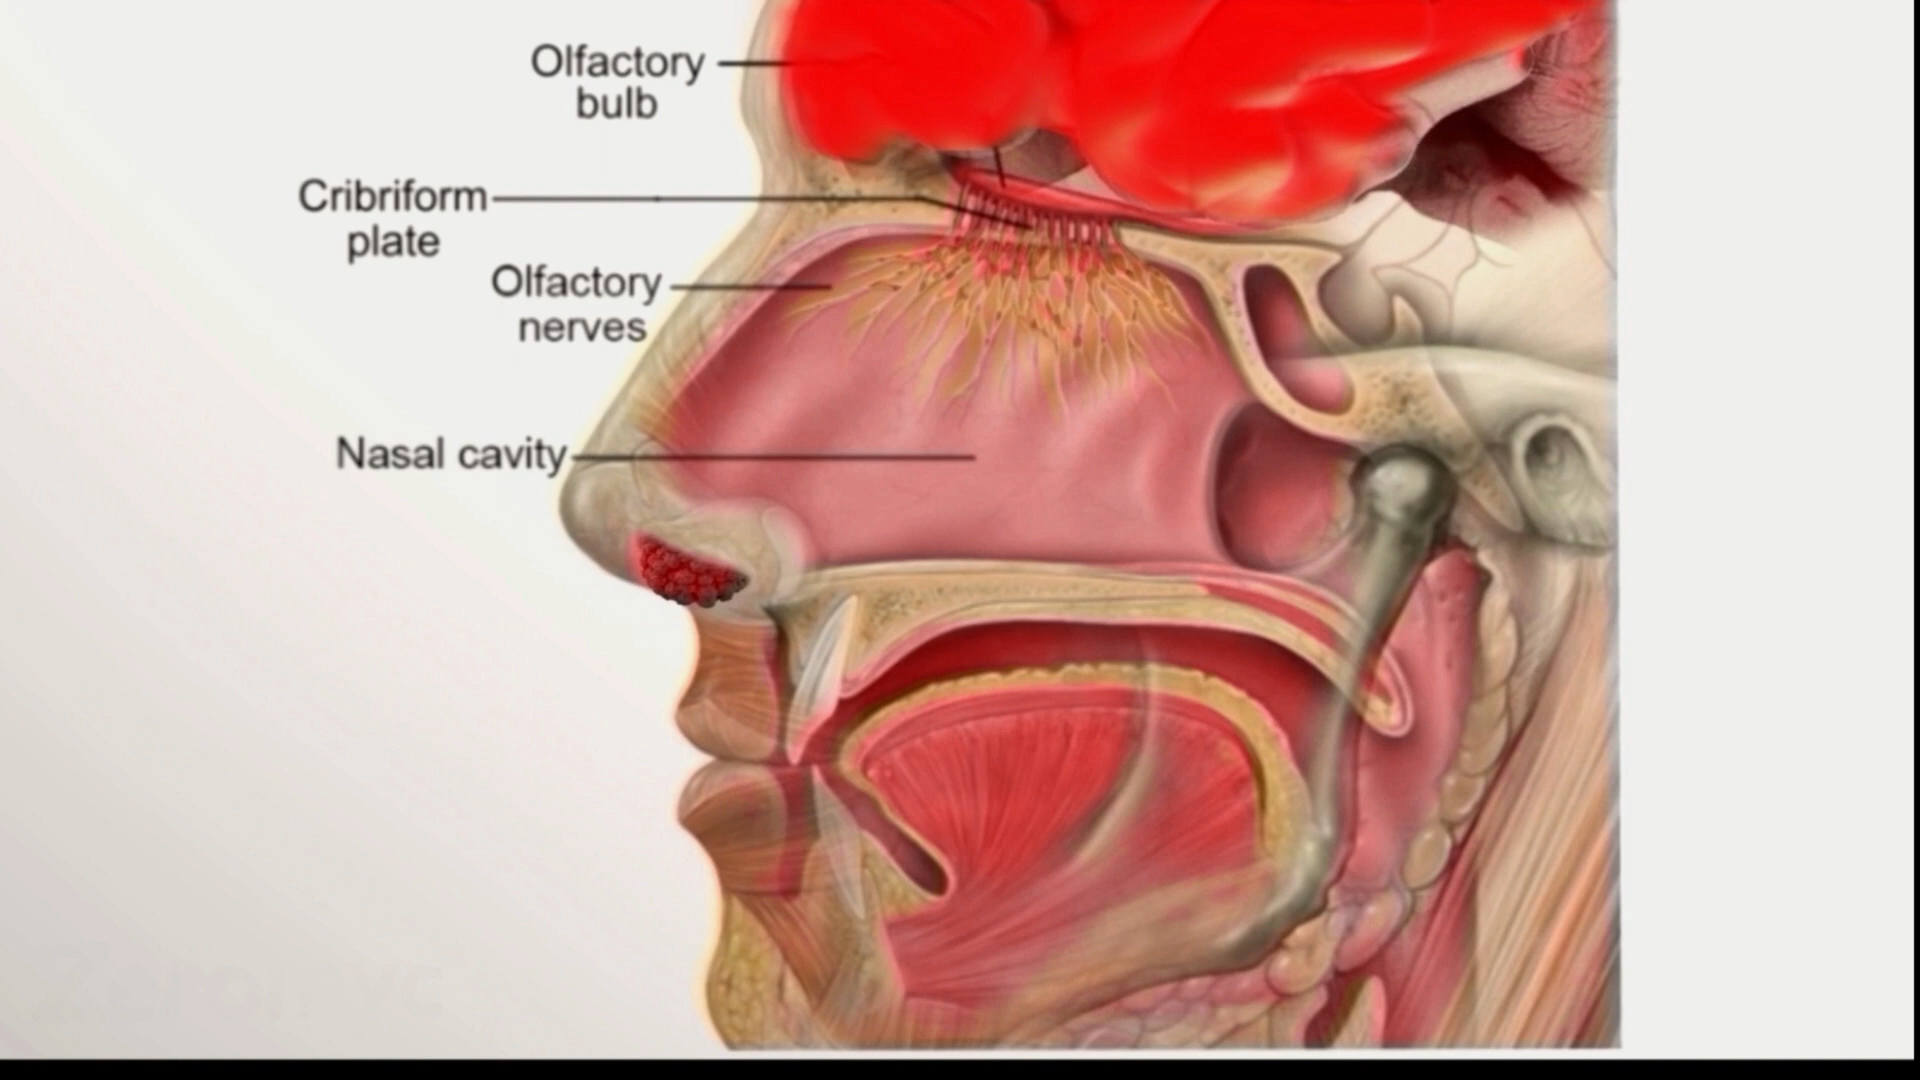 Olfactory
bulb
Cribriform
plate
Olfactory
nerves
Nasal cavity